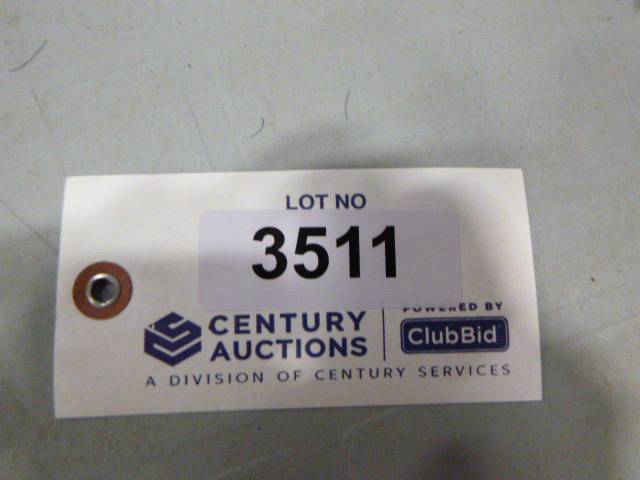 LOT NO
3511
CENTURY
AUCTIONS
POWERED BY
ClubBid
A DIVISION OF CENTURY SERVICES